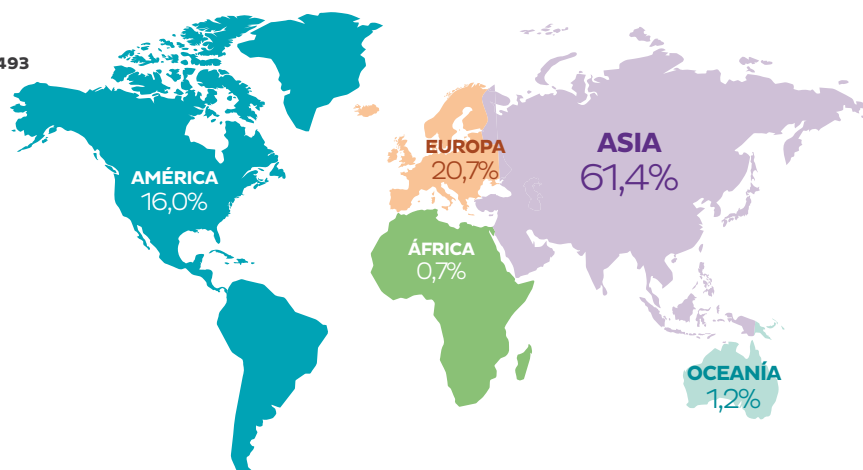 493
AMÉRICA
16,0%
EUROPA
20,7%
ASIA
61,4%
ÁFRICA
0,7%
OCEANÍA
1,2%